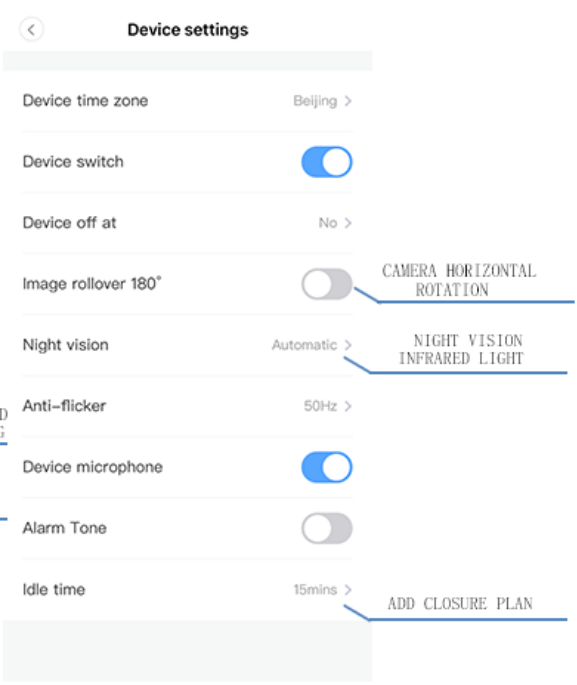 Device settings
Device time zone Beijing
Device switch
Device off at No
Image rollover 180°
CAMERA HORIZONTAL
ROTATION
Night vision Automatic
NIGHT VISION
INFRARED LIGHT
Anti-flicker 50Hz
Device microphone
Alarm Tone
Idle time 15mins
ADD CLOSURE PLAN